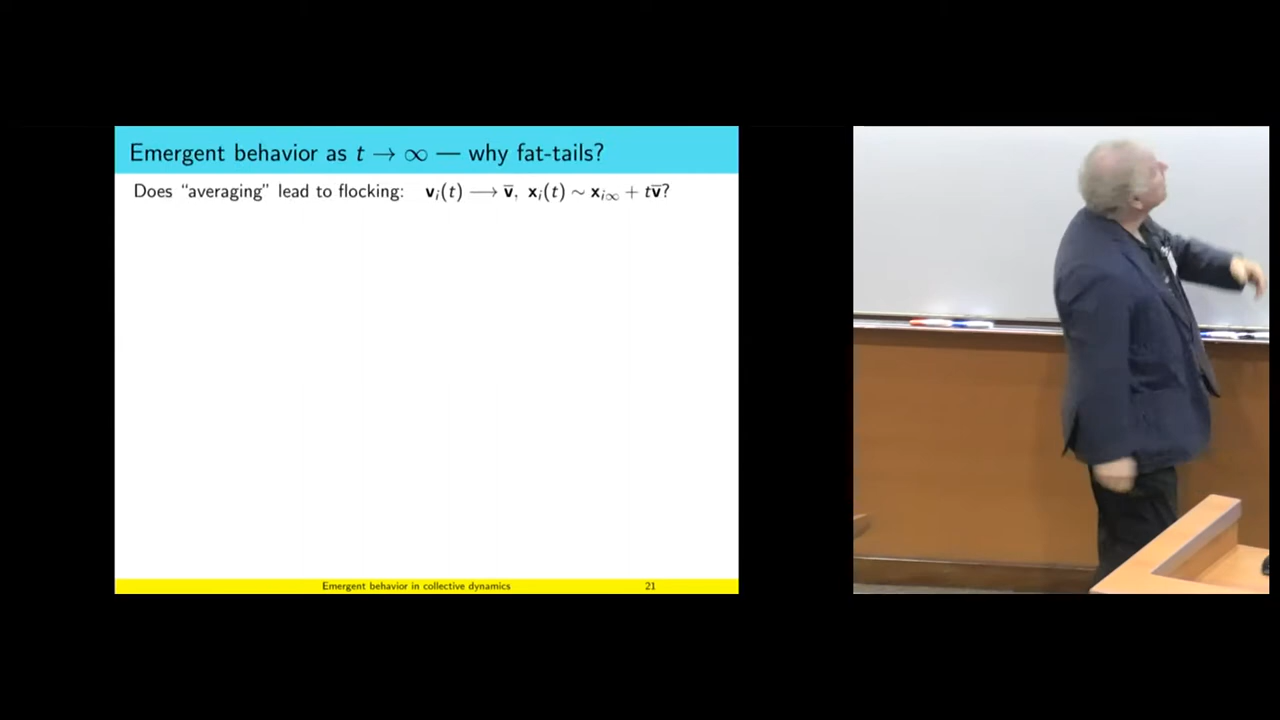 Emergent behavior as t → ∞ — why fat-tails?
Does “averaging” lead to flocking: 𝐯ᵢ(t) ⟶ 𝐯̄, 𝐱ᵢ(t) ∼ 𝐱ᵢ∞ + t𝐯̄?
Emergent behavior in collective dynamics 21